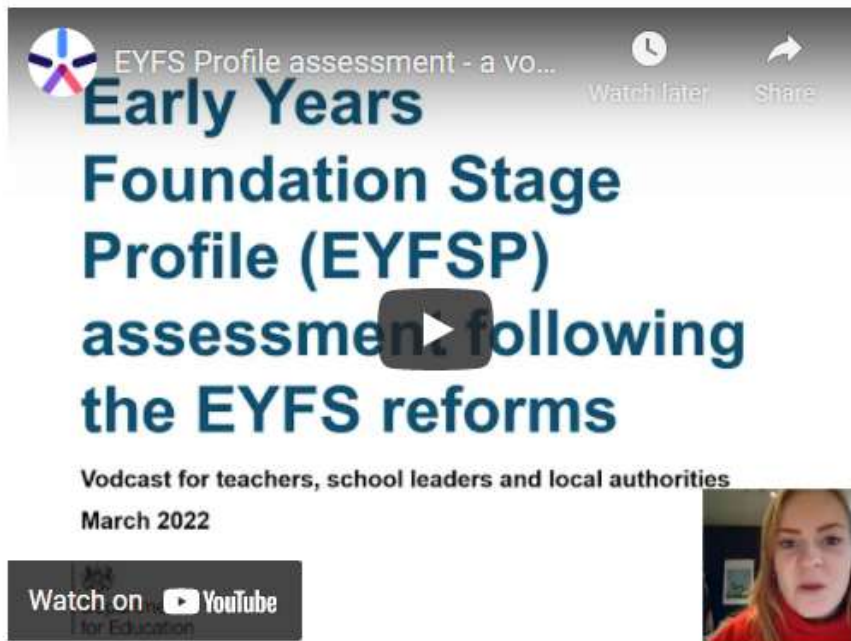 EYFS Profile assessment - a vo...
Watch later
Share
Early Years
Foundation Stage
Profile (EYFSP)
assessment following
the EYFS reforms
Vodcast for teachers, school leaders and local authorities
March 2022
Watch on YouTube
for Education